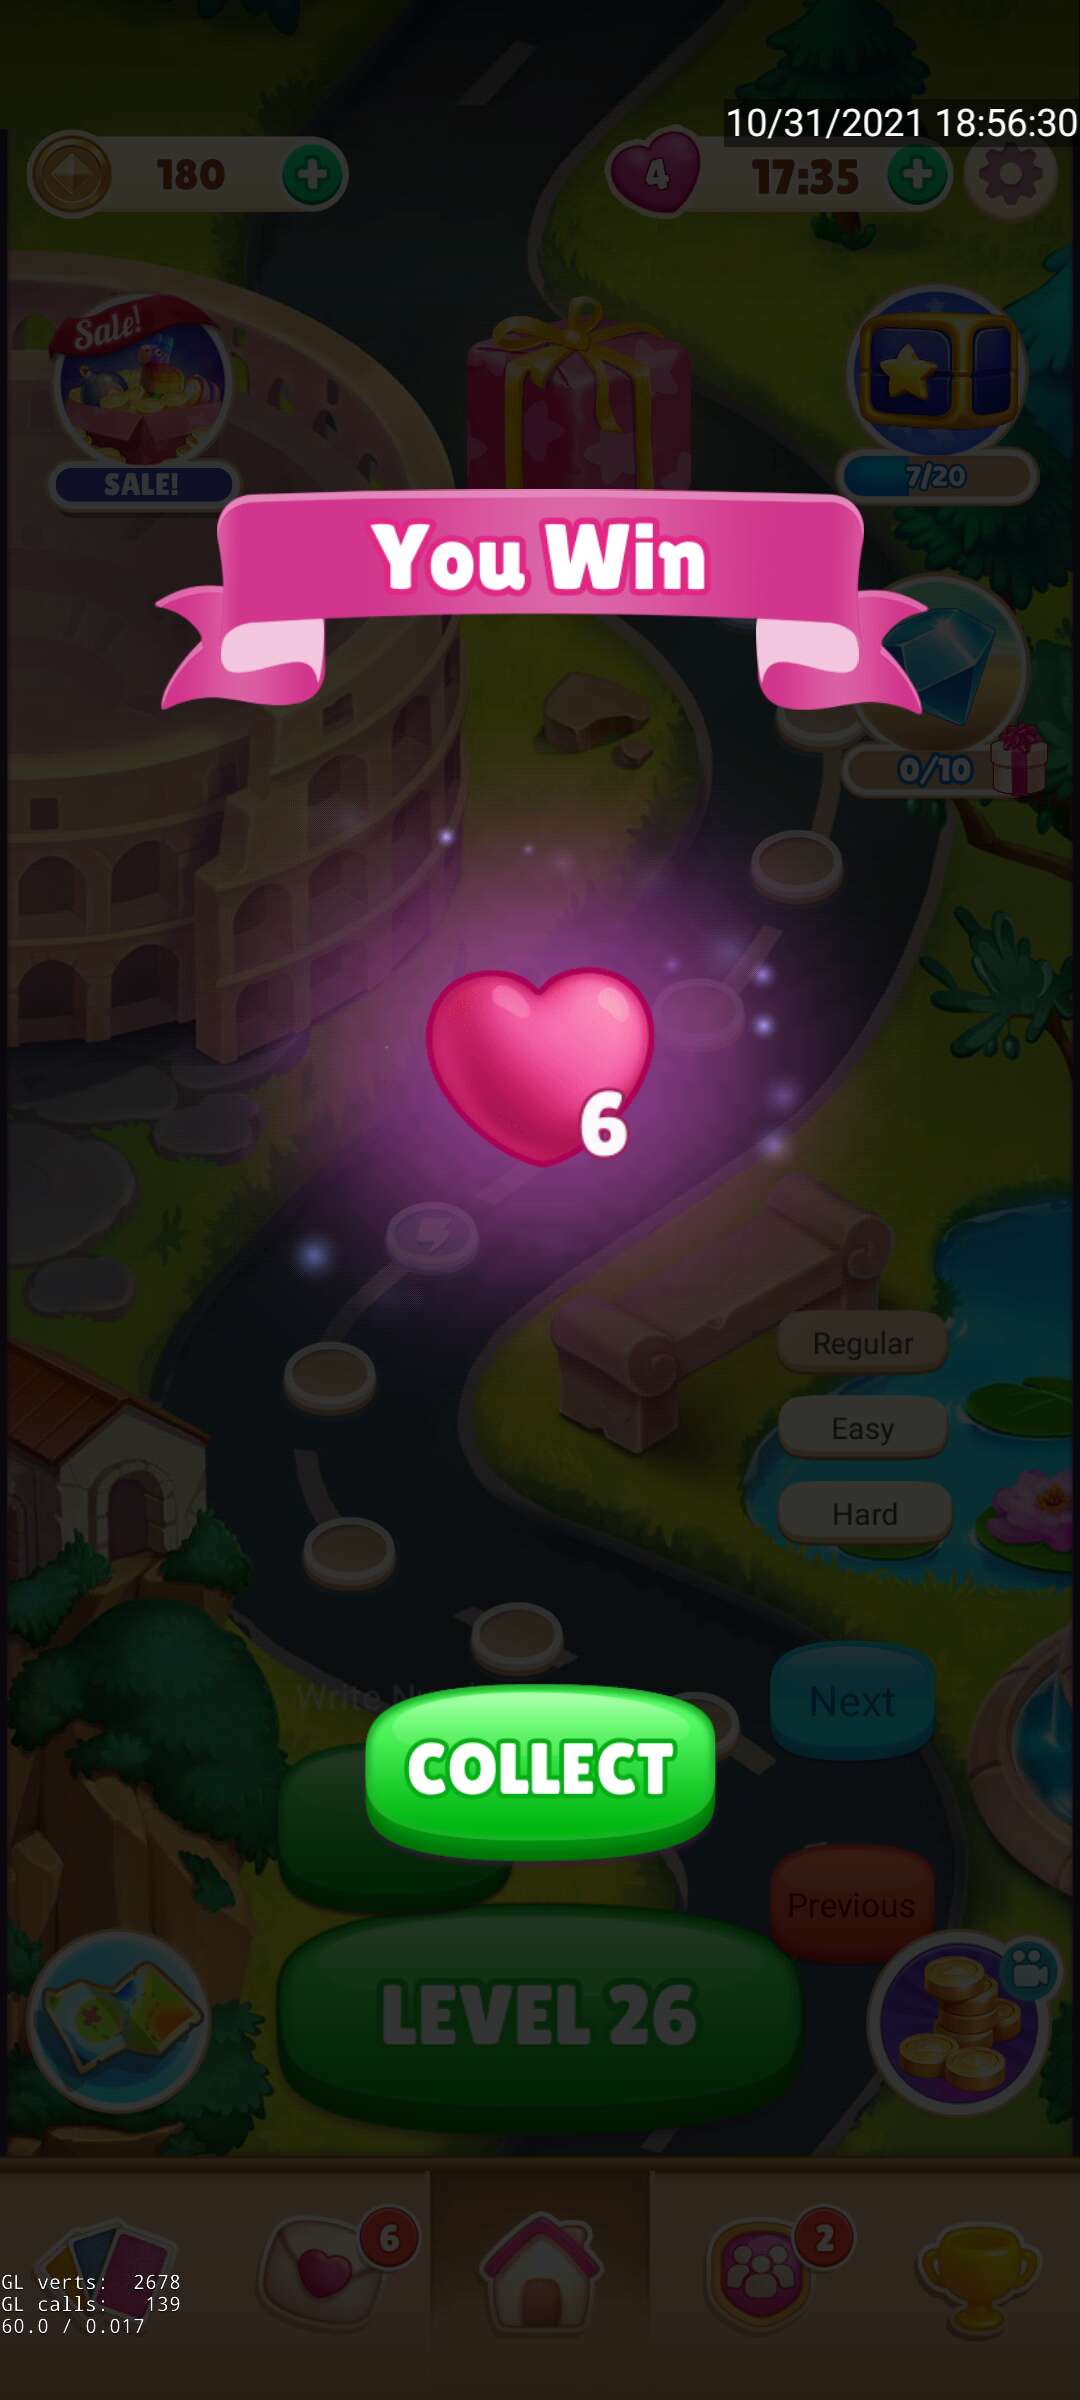 10/31/2021 18:56:30
180
4
17:35
Sale!
SALE!
7/20
You Win
0/10
6
Regular
Easy
Hard
Write
Next
COLLECT
Previous
LEVEL 26
6
2
GL verts: 2678
GL calls: 139
60.0 / 0.017